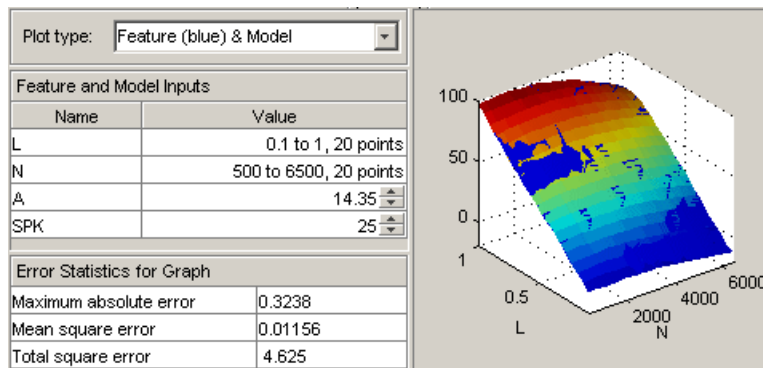 Plot type: Feature (blue) & Model
Feature and Model Inputs
Name Value
L 0.1 to 1, 20 points
N 500 to 6500, 20 points
A 14.35
SPK 25
Error Statistics for Graph
Maximum absolute error 0.3238
Mean square error 0.01156
Total square error 4.625
100
50
0
1
0.5
L
2000
4000
6000
N